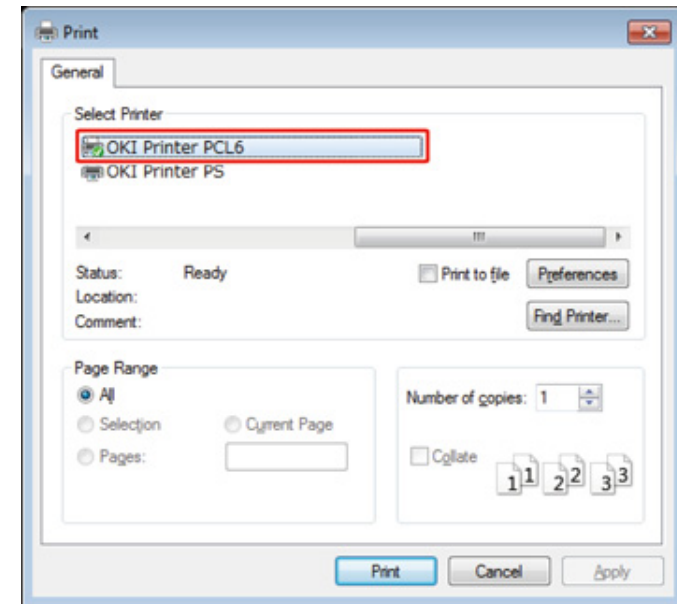 Print
General
Select Printer
OKI Printer PCL6
OKI Printer PS
Status: Ready
Print to file
Preferences
Location:
Comment:
Find Printer...
Page Range
All
Selection
Current Page
Pages:
Number of copies: 1
Collate
1 1 2 2 3 3
Print
Cancel
Apply